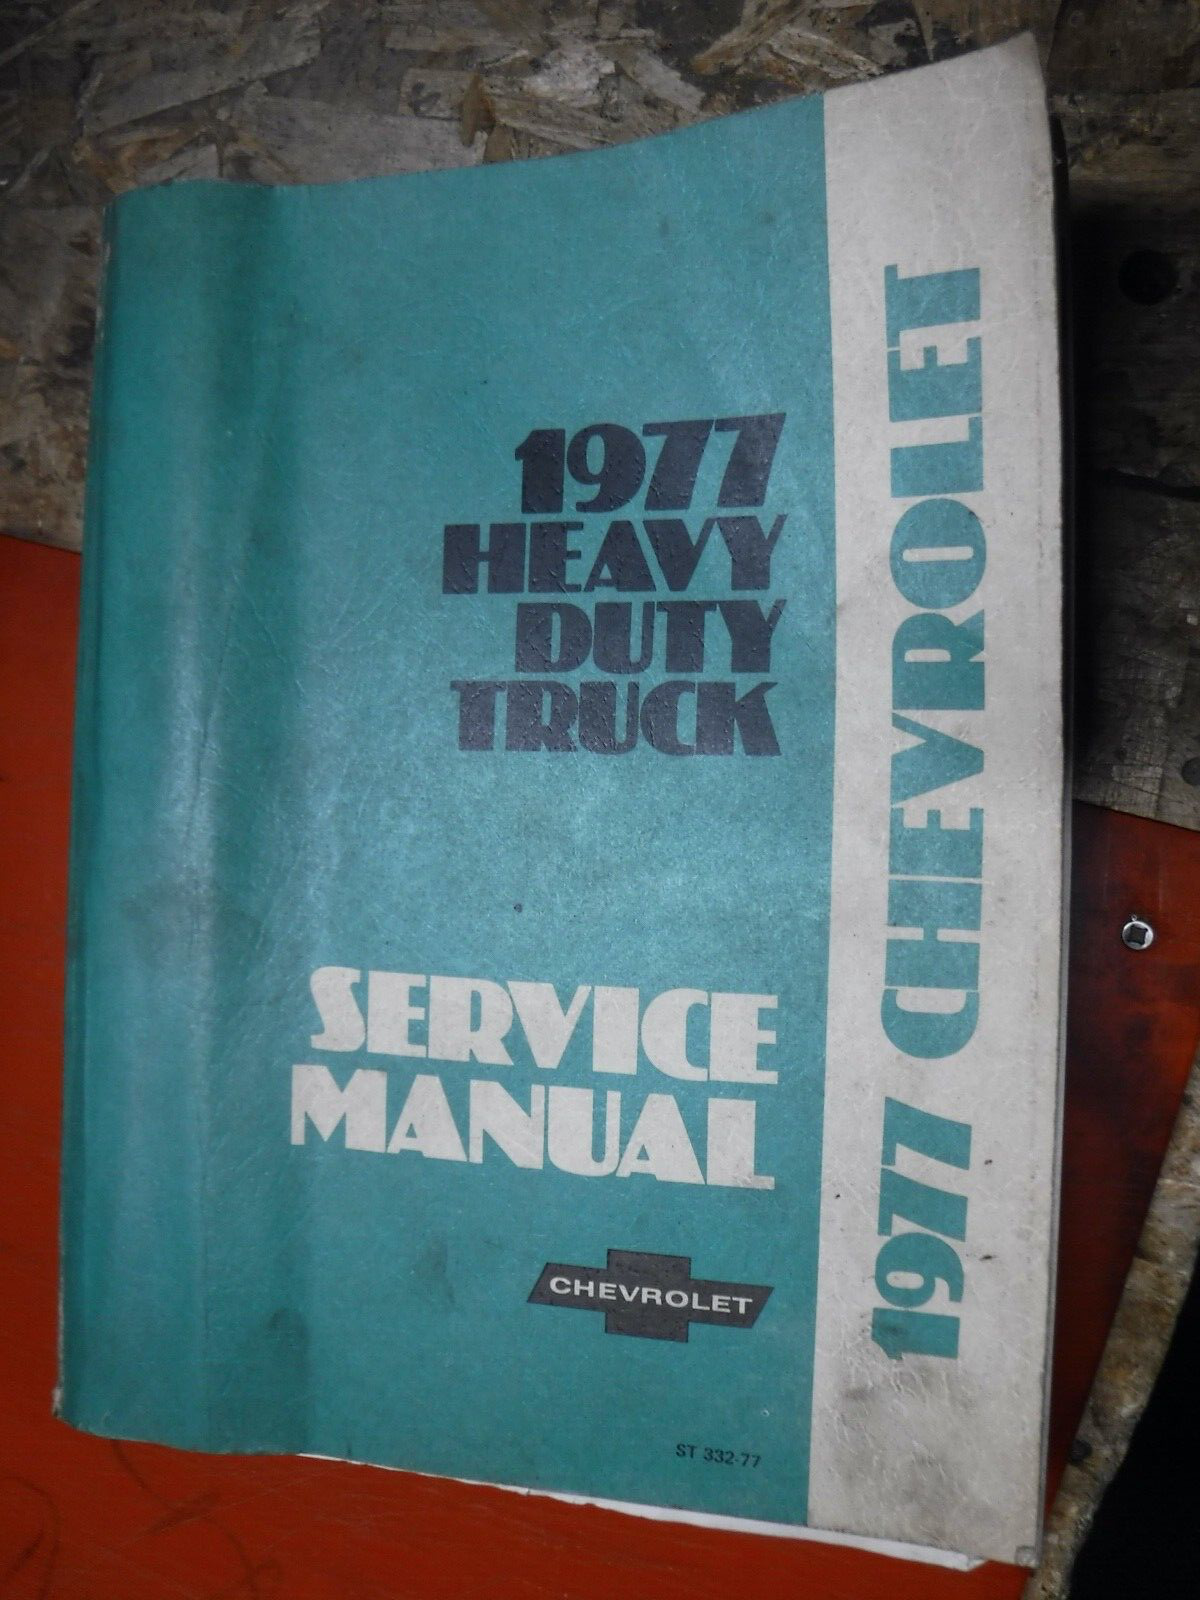 1977
HEAVY
DUTY
TRUCK
SERVICE
MANUAL
CHEVROLET
ST 332-77
1977 CHEVROLET